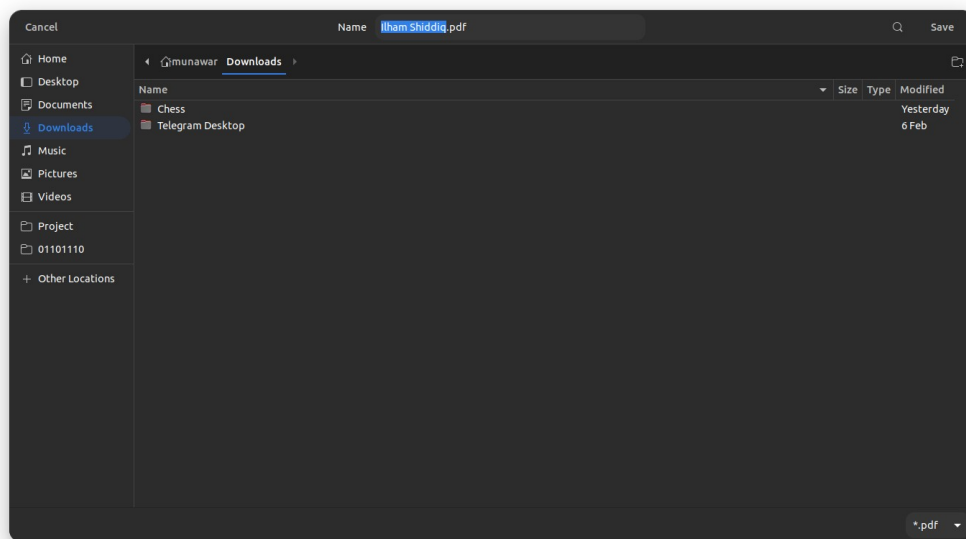 Cancel Name Ilham Shiddiq.pdf Save
Home
Desktop
Documents
Downloads
Music
Pictures
Videos
Project
01101110
+ Other Locations
munawar Downloads
Name Size Type Modified
Chess Yesterday
Telegram Desktop 6 Feb
*.pdf